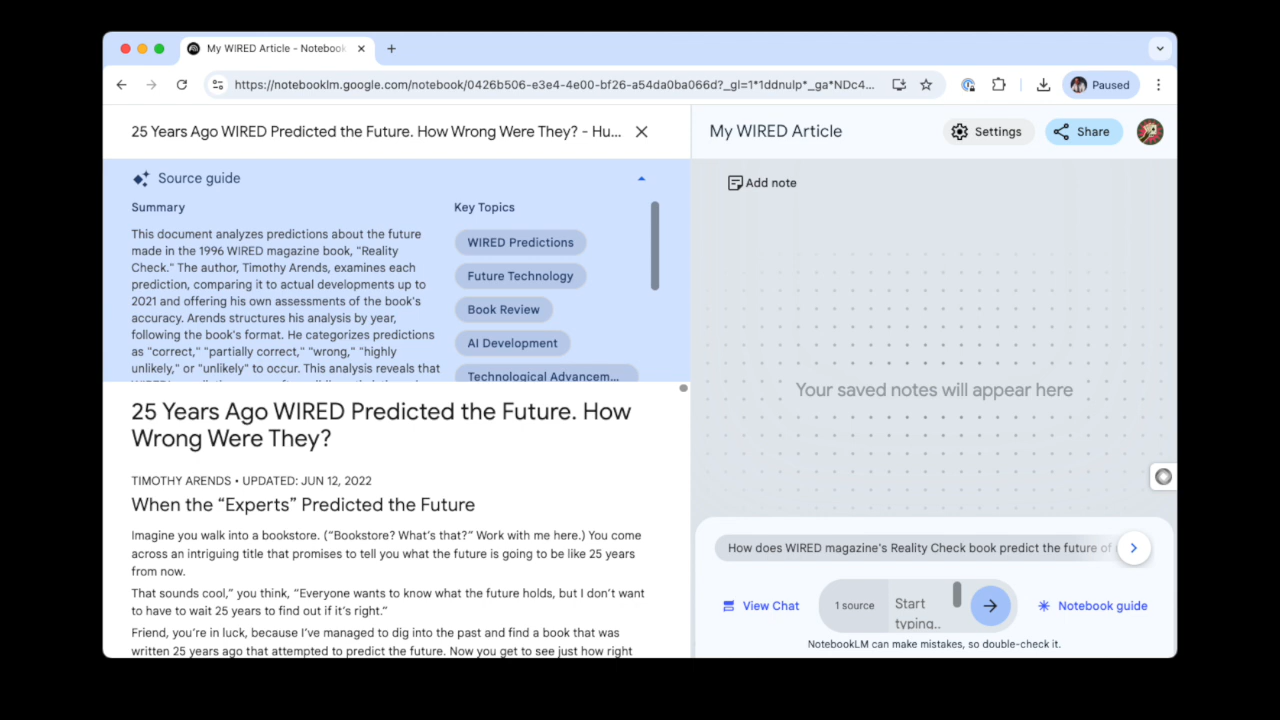 My WIRED Article - Notebook
https://notebooklm.google.com/notebook/0426b506-e3e4-4e00-bf26-a54da0ba066d?_gl=1*1ddnulp*_ga*NDc4...
Paused
25 Years Ago WIRED Predicted the Future. How Wrong Were They? - Hu...
My WIRED Article
Settings
Share
Source guide
Summary
This document analyzes predictions about the future
made in the 1996 WIRED magazine book, "Reality
Check." The author, Timothy Arends, examines each
prediction, comparing it to actual developments up to
2021 and offering his own assessments of the book's
accuracy. Arends structures his analysis by year,
following the book's format. He categorizes predictions
as "correct," "partially correct," "wrong," "highly
unlikely," or "unlikely" to occur. This analysis reveals that
Key Topics
WIRED Predictions
Future Technology
Book Review
AI Development
Technological Advancem...
Add note
Your saved notes will appear here
25 Years Ago WIRED Predicted the Future. How
Wrong Were They?
TIMOTHY ARENDS • UPDATED: JUN 12, 2022
When the “Experts” Predicted the Future
Imagine you walk into a bookstore. (“Bookstore? What’s that?” Work with me here.) You come
across an intriguing title that promises to tell you what the future is going to be like 25 years
from now.
That sounds cool,” you think, “Everyone wants to know what the future holds, but I don’t want
to have to wait 25 years to find out if it’s right.”
Friend, you’re in luck, because I’ve managed to dig into the past and find a book that was
written 25 years ago that attempted to predict the future. Now you get to see just how right
How does WIRED magazine's Reality Check book predict the future of
View Chat
1 source
Start
typing..
Notebook guide
NotebookLM can make mistakes, so double-check it.